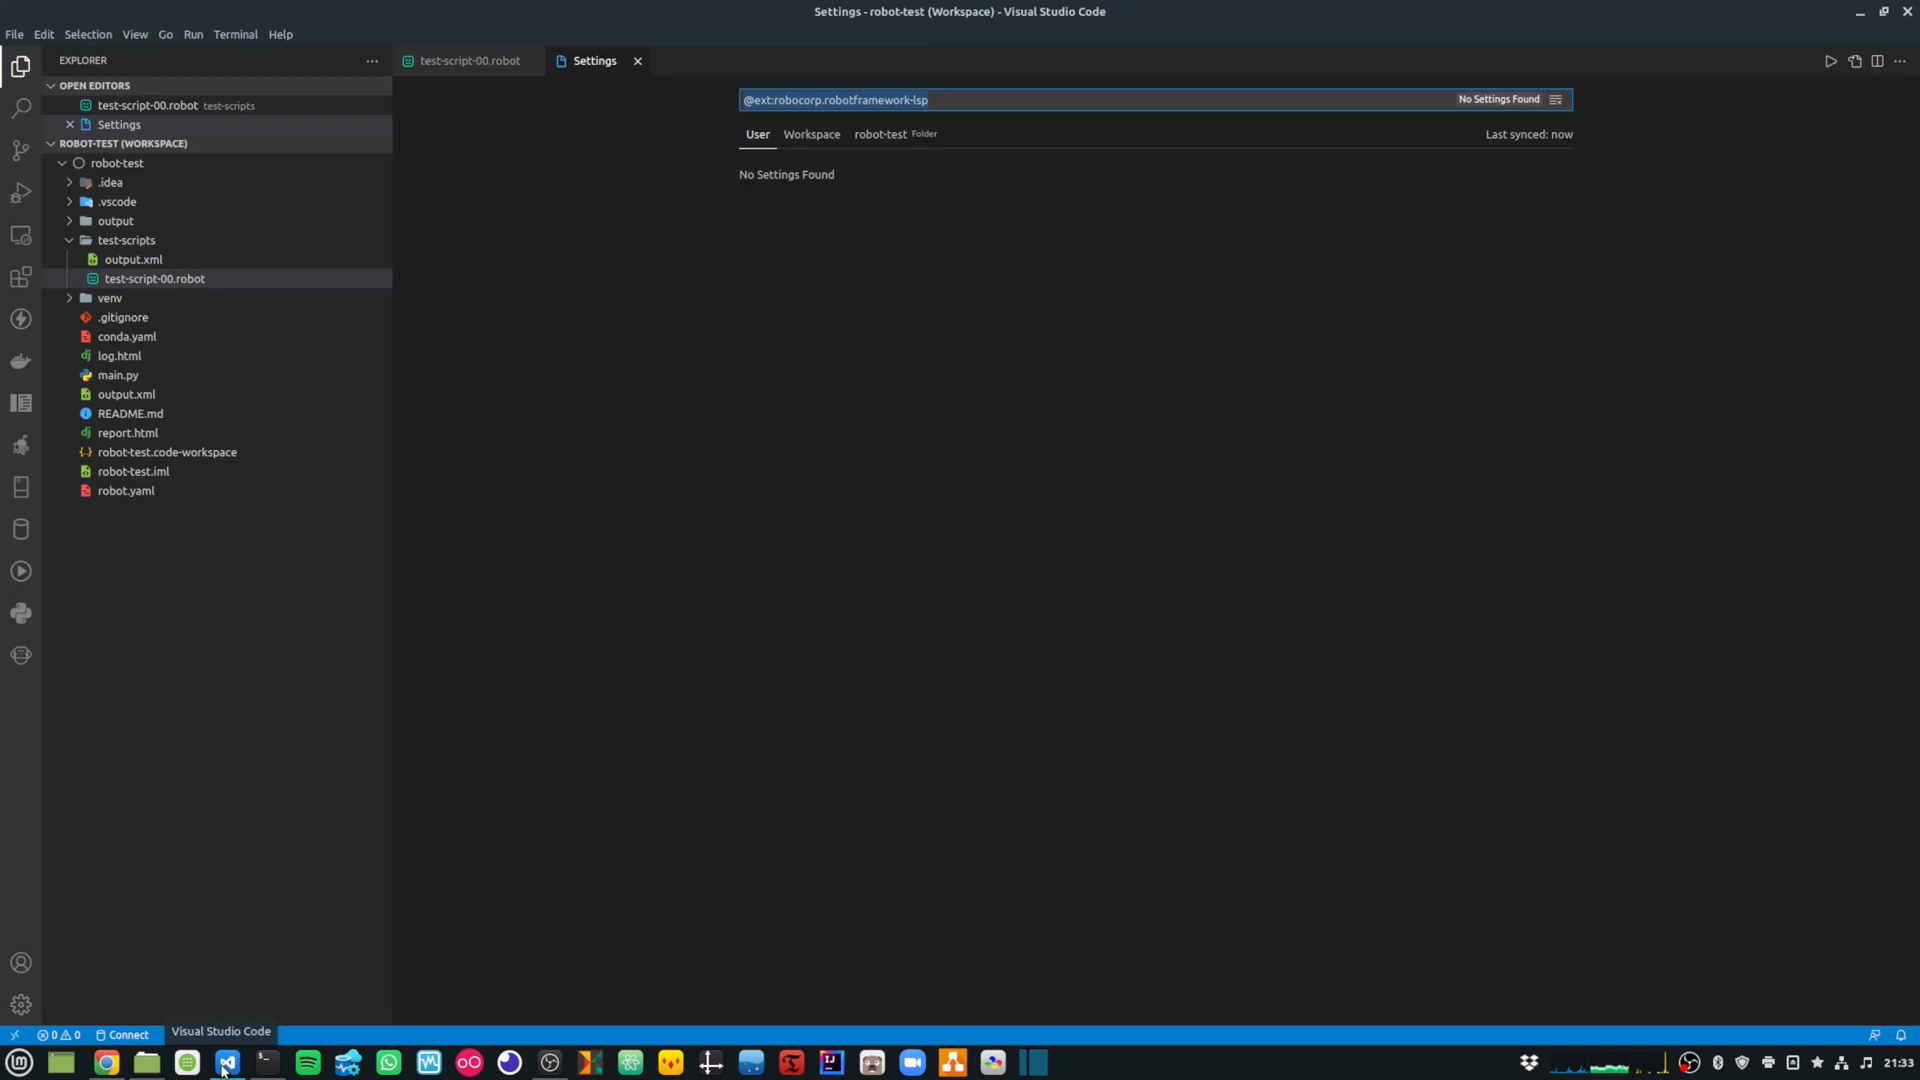 Settings - robot-test (Workspace) - Visual Studio Code
File Edit Selection View Go Run Terminal Help
EXPLORER
test-script-00.robot
Settings
OPEN EDITORS
test-script-00.robot test-scripts
Settings
ROBOT-TEST (WORKSPACE)
robot-test
.idea
.vscode
output
test-scripts
output.xml
test-script-00.robot
venv
.gitignore
conda.yaml
log.html
main.py
output.xml
README.md
report.html
robot-test.code-workspace
robot-test.iml
robot.yaml
@ext:robocorp.robotframework-lsp
No Settings Found
User Workspace robot-test Folder
Last synced: now
No Settings Found
0 0 Connect
Visual Studio Code
21:33